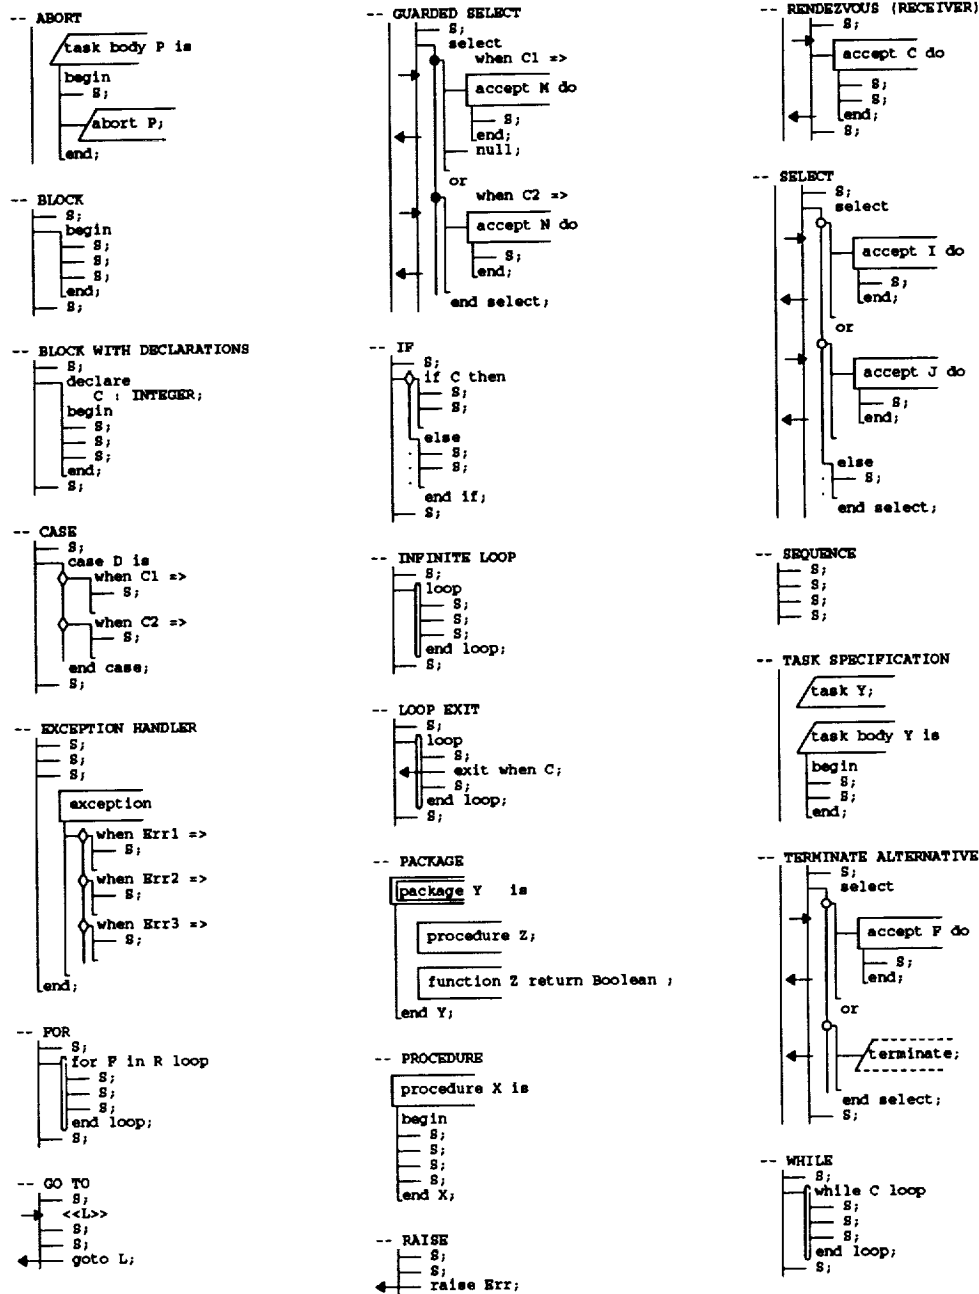 -- ABORT
task body P is
begin
S;
abort P;
end;
-- BLOCK
S;
begin
S;
S;
S;
end;
S;
-- BLOCK WITH DECLARATIONS
S;
declare
C : INTEGER;
begin
S;
S;
S;
end;
S;
-- CASE
S;
case D is
when C1 =>
S;
when C2 =>
S;
end case;
S;
-- EXCEPTION HANDLER
S;
S;
S;
exception
when Err1 =>
S;
when Err2 =>
S;
when Err3 =>
S;
end;
-- FOR
S;
for F in R loop
S;
S;
S;
end loop;
S;
-- GO TO
S;
<<L>>
S;
S;
goto L;
-- GUARDED SELECT
S;
select
when C1 =>
accept M do
S;
end;
null;
or
when C2 =>
accept N do
S;
end;
end select;
-- IF
S;
if C then
S;
S;
else
S;
S;
end if;
S;
-- INFINITE LOOP
S;
loop
S;
S;
S;
end loop;
S;
-- LOOP EXIT
S;
loop
S;
exit when C;
S;
end loop;
S;
-- PACKAGE
package Y is
procedure Z;
function Z return Boolean ;
end Y;
-- PROCEDURE
procedure X is
begin
S;
S;
S;
S;
end X;
-- RAISE
S;
S;
raise Err;
-- RENDEZVOUS (RECEIVER)
S;
accept C do
S;
S;
end;
S;
-- SELECT
S;
select
accept I do
S;
end;
or
accept J do
S;
end;
else
S;
end select;
-- SEQUENCE
S;
S;
S;
S;
-- TASK SPECIFICATION
task Y;
task body Y is
begin
S;
S;
end;
-- TERMINATE ALTERNATIVE
S;
select
accept F do
S;
end;
or
terminate;
end select;
S;
-- WHILE
S;
while C loop
S;
S;
S;
end loop;
S;